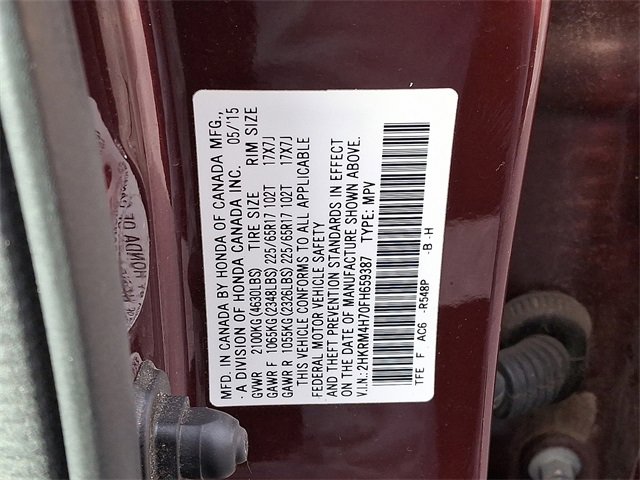 MFD. IN CANADA BY HONDA OF CANADA MFG.,
·A DIVISION OF HONDA CANADA INC. 05/'15
GVWR 2100KG(4630LBS) TIRE SIZE RIM SIZE
GAWR F 1065KG(2348LBS) 225/65R17 102T 17X7J
GAWR R 1055KG(2326LBS) 225/65R17 102T 17X7J
THIS VEHICLE CONFORMS TO ALL APPLICABLE
FEDERAL MOTOR VEHICLE SAFETY
AND THEFT PREVENTION STANDARDS IN EFFECT
ON THE DATE OF MANUFACTURE SHOWN ABOVE.
V.I.N.:2HKRM4H70FH659387 TYPE: MPV
TFE F AC6 -R548P -B -H